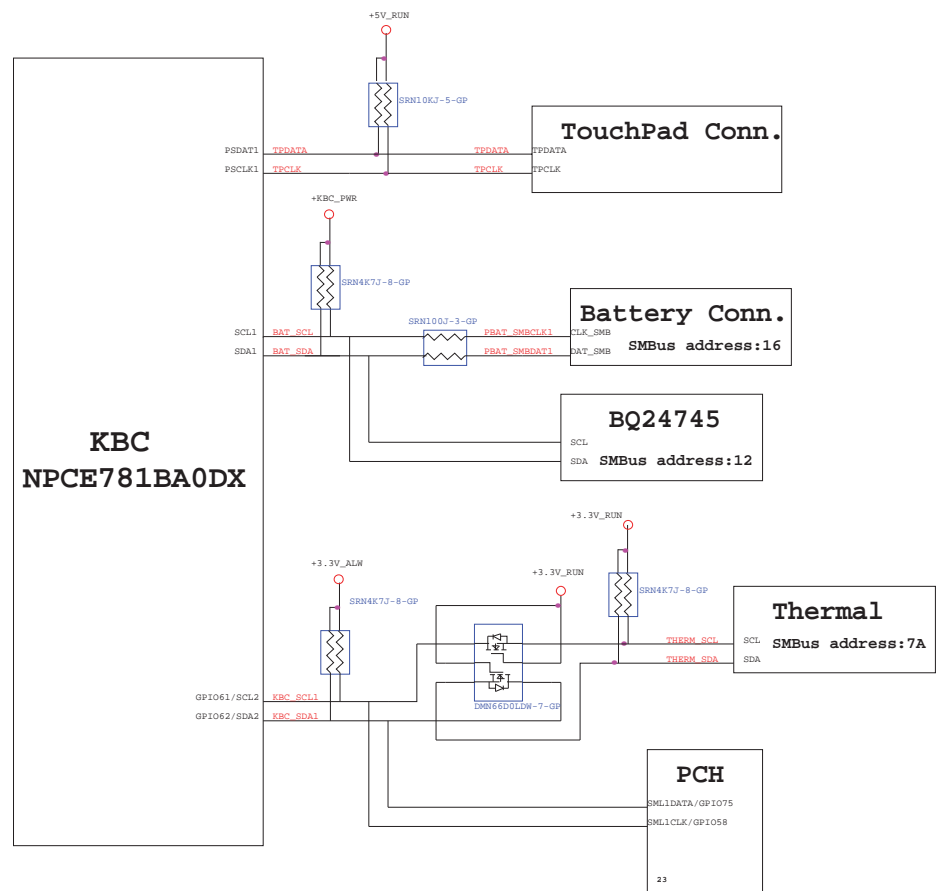 +5V_RUN
SRN10KJ-5-GP
TouchPad Conn.
PSDAT1 TPDATA TPDATA TPDATA
PSCLK1 TPCLK TPCLK TPCLK
+KBC_PWR
SRN4K7J-8-GP
SRN100J-3-GP
Battery Conn.
SCL1 BAT_SCL PBAT_SMBCLK1 CLK_SMB
SMBus address:16
SDA1 BAT_SDA PBAT_SMBDAT1 DAT_SMB
BQ24745
SCL
SDA SMBus address:12
KBC
NPCE781BA0DX
+3.3V_RUN
+3.3V_ALW
+3.3V_RUN
SRN4K7J-8-GP
SRN4K7J-8-GP
Thermal
THERM_SCL SCL
SMBus address:7A
THERM_SDA SDA
GPIO61/SCL2 KBC_SCL1
DMN66D0LDW-7-GP
GPIO62/SDA2 KBC_SDA1
PCH
SML1DATA/GPIO75
SML1CLK/GPIO58
23